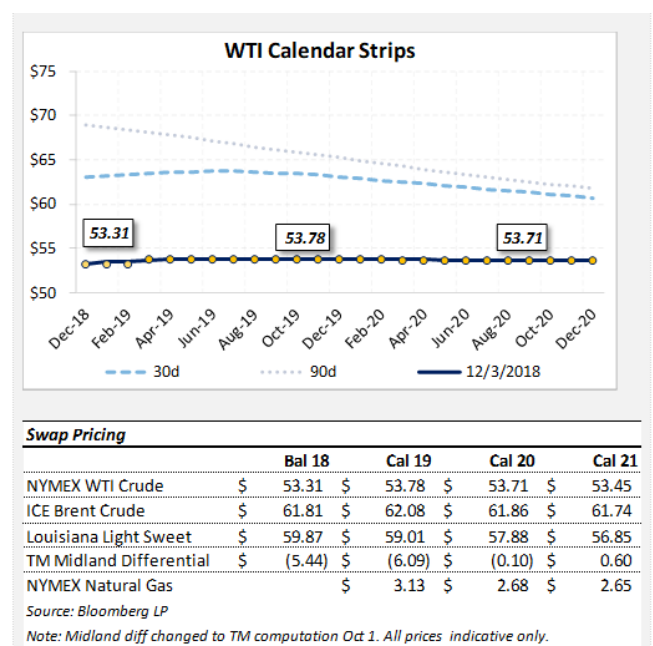 WTI Calendar Strips
$75
$70
$65
$60
$55
$50
53.31
53.78
53.71
Dec-18 Feb-19 Apr-19 Jun-19 Aug-19 Oct-19 Dec-19 Feb-20 Apr-20 Jun-20 Aug-20 Oct-20 Dec-20
30d 90d 12/3/2018
Swap Pricing
Bal 18 Cal 19 Cal 20 Cal 21
NYMEX WTI Crude $ 53.31 $ 53.78 $ 53.71 $ 53.45
ICE Brent Crude $ 61.81 $ 62.08 $ 61.86 $ 61.74
Louisiana Light Sweet $ 59.87 $ 59.01 $ 57.88 $ 56.85
TM Midland Differential $ (5.44) $ (6.09) $ (0.10) $ 0.60
NYMEX Natural Gas $ 3.13 $ 2.68 $ 2.65
Source: Bloomberg LP
Note: Midland diff changed to TM computation Oct 1. All prices indicative only.